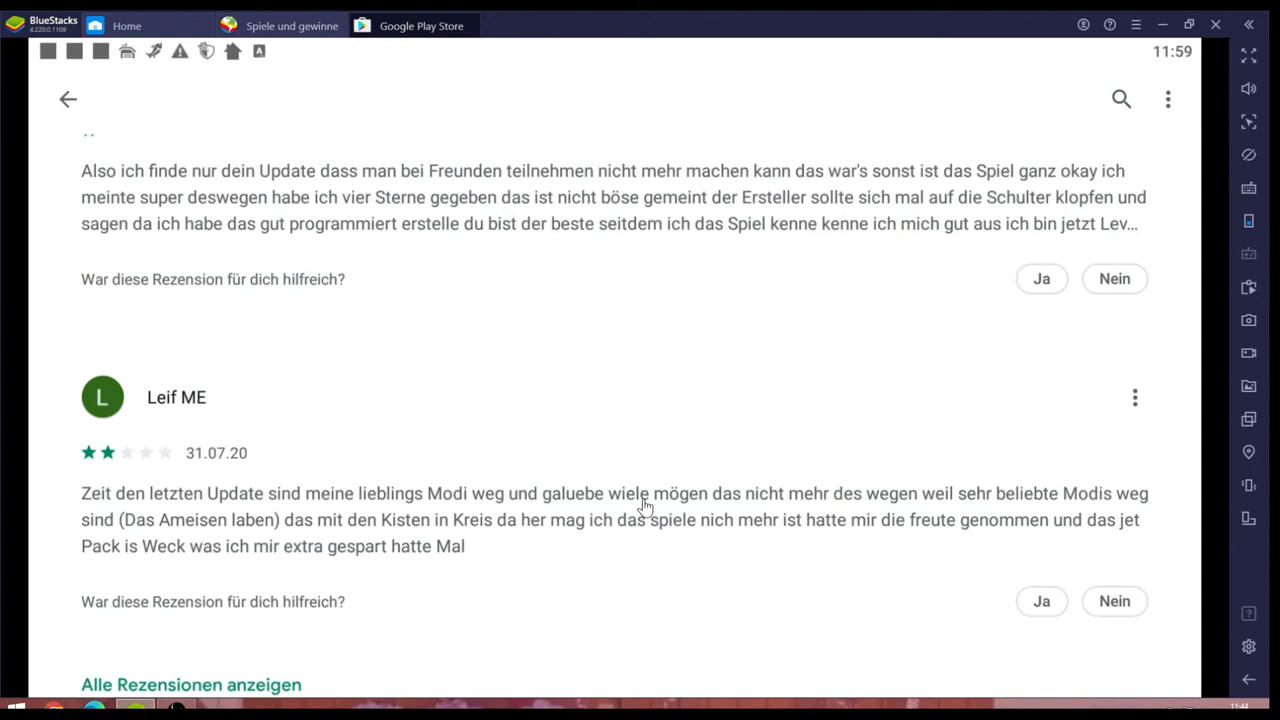 BlueStacks
4.220.0.1109
Home
Spiele und gewinne
Google Play Store
11:59
Also ich finde nur dein Update dass man bei Freunden teilnehmen nicht mehr machen kann das war's sonst ist das Spiel ganz okay ich
meinte super deswegen habe ich vier Sterne gegeben das ist nicht böse gemeint der Ersteller sollte sich mal auf die Schulter klopfen und
sagen da ich habe das gut programmiert erstelle du bist der beste seitdem ich das Spiel kenne kenne ich mich gut aus ich bin jetzt Lev...
War diese Rezension für dich hilfreich?
Ja
Nein
L
Leif ME
31.07.20
Zeit den letzten Update sind meine lieblings Modi weg und galuebe wiele mögen das nicht mehr des wegen weil sehr beliebte Modis weg
sind (Das Ameisen laben) das mit den Kisten in Kreis da her mag ich das spiele nich mehr ist hatte mir die freute genommen und das jet
Pack is Weck was ich mir extra gespart hatte Mal
War diese Rezension für dich hilfreich?
Ja
Nein
Alle Rezensionen anzeigen
11:44